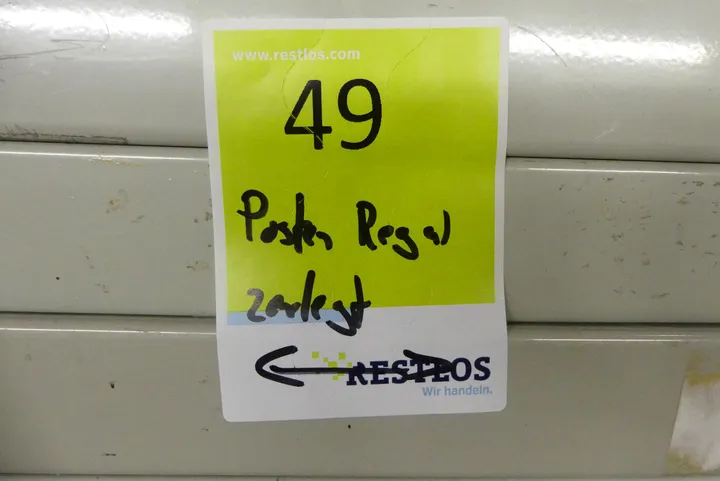 www.restlos.com
49
Posten Regal
zerlegt
RESTLOS
Wir handeln.